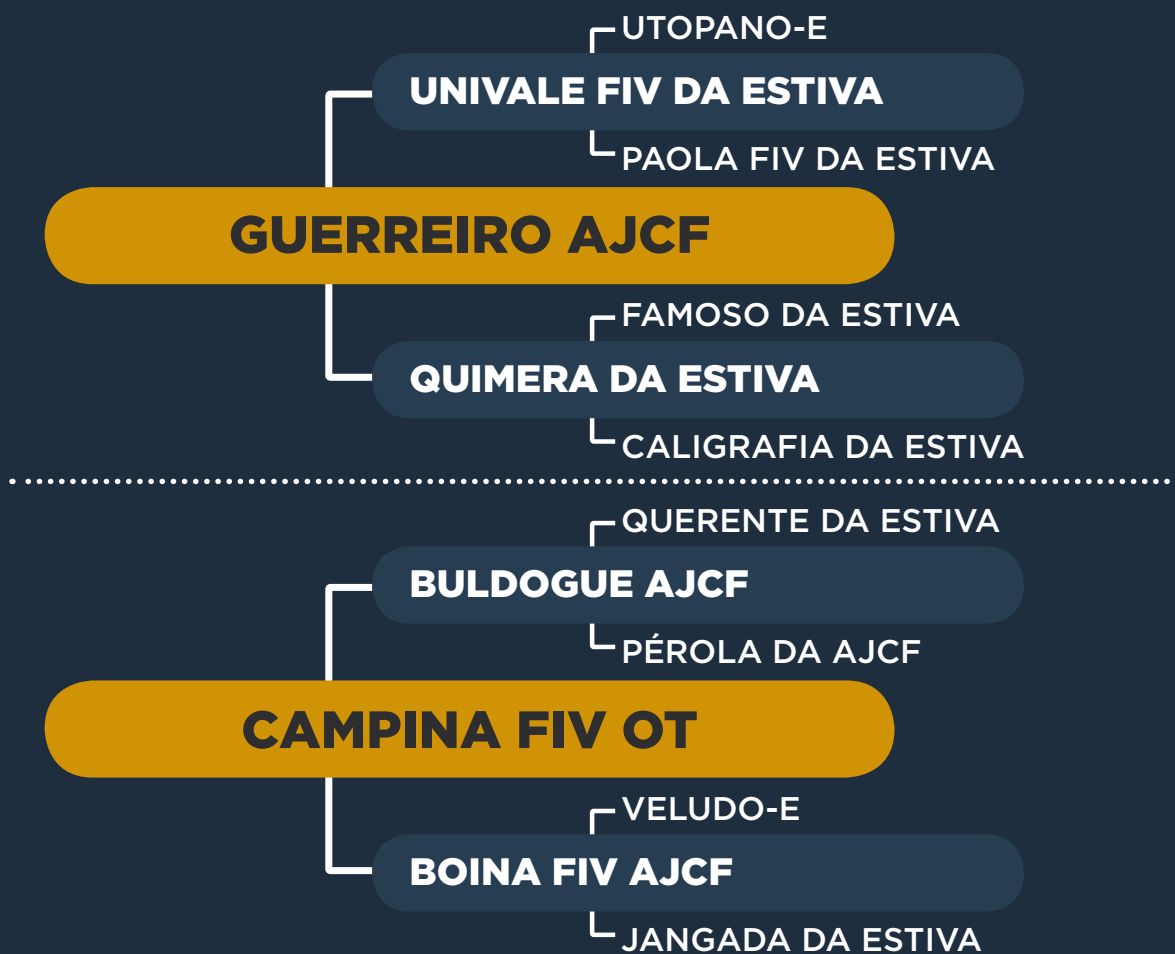 UTOPANO-E
UNIVALE FIV DA ESTIVA
PAOLA FIV DA ESTIVA
GUERREIRO AJCF
FAMOSO DA ESTIVA
QUIMERA DA ESTIVA
CALIGRAFIA DA ESTIVA
QUERENTE DA ESTIVA
BULDOGUE AJCF
PÉROLA DA AJCF
CAMPINA FIV OT
VELUDO-E
BOINA FIV AJCF
JANGADA DA ESTIVA